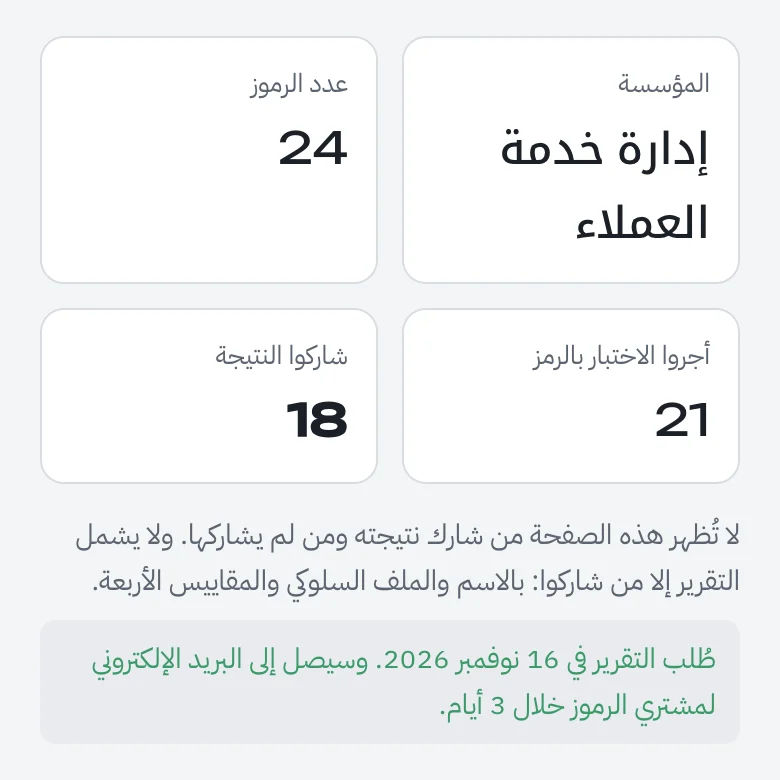 المؤسسة
إدارة خدمة
العملاء
عدد الرموز
24
أجروا الاختبار بالرمز
21
شاركوا النتيجة
18
لا تُظهر هذه الصفحة من شارك نتيجته ومن لم يشاركها. ولا يشمل
التقرير إلا من شاركوا: بالاسم والملف السلوكي والمقاييس الأربعة.
طُلب التقرير في 16 نوفمبر 2026. وسيصل إلى البريد الإلكتروني
لمشتري الرموز خلال 3 أيام.